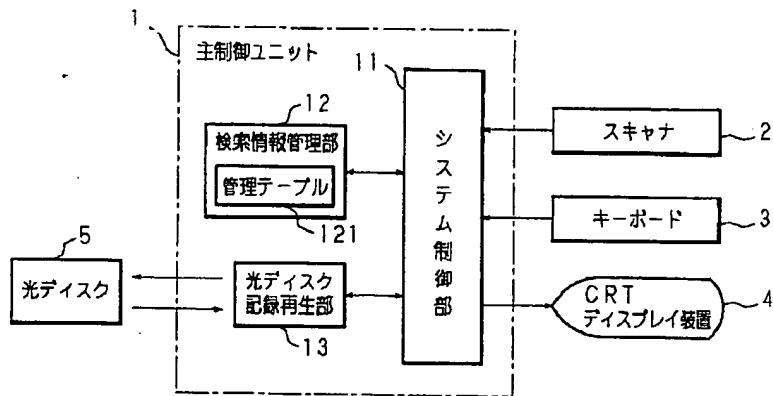 1
主制御ユニット
11
12
検索情報管理部
管理テーブル
121
システム制御部
スキャナ
2
キーボード
3
5
光ディスク
光ディスク
記録再生部
13
CRT
ディスプレイ装置
4